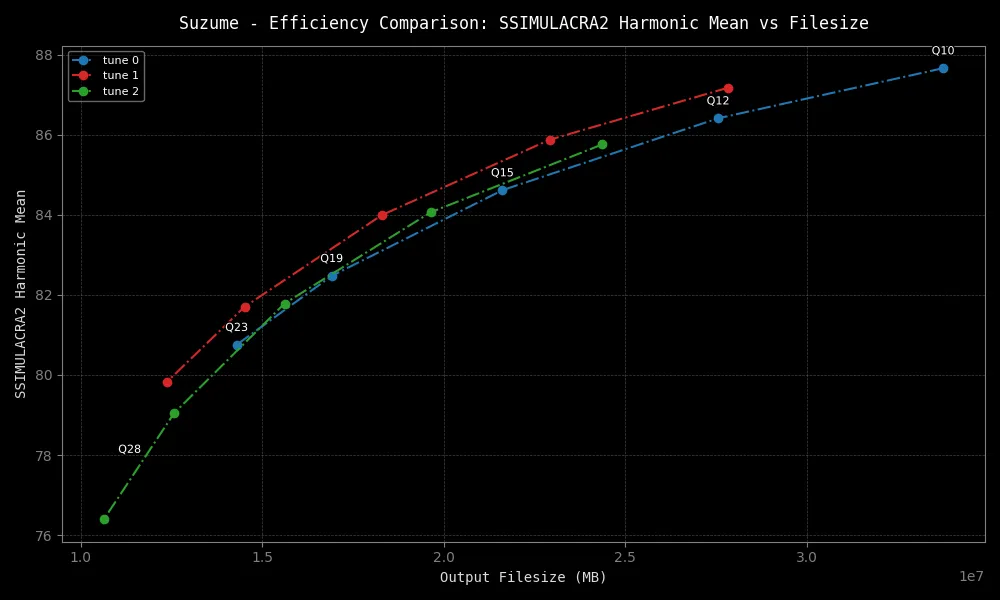 Suzume - Efficiency Comparison: SSIMULACRA2 Harmonic Mean vs Filesize
tune 0
tune 1
tune 2
Q10
Q12
Q15
Q19
Q23
Q28
88
86
84
82
80
78
76
SSIMULACRA2 Harmonic Mean
1.0
1.5
2.0
2.5
3.0
1e7
Output Filesize (MB)